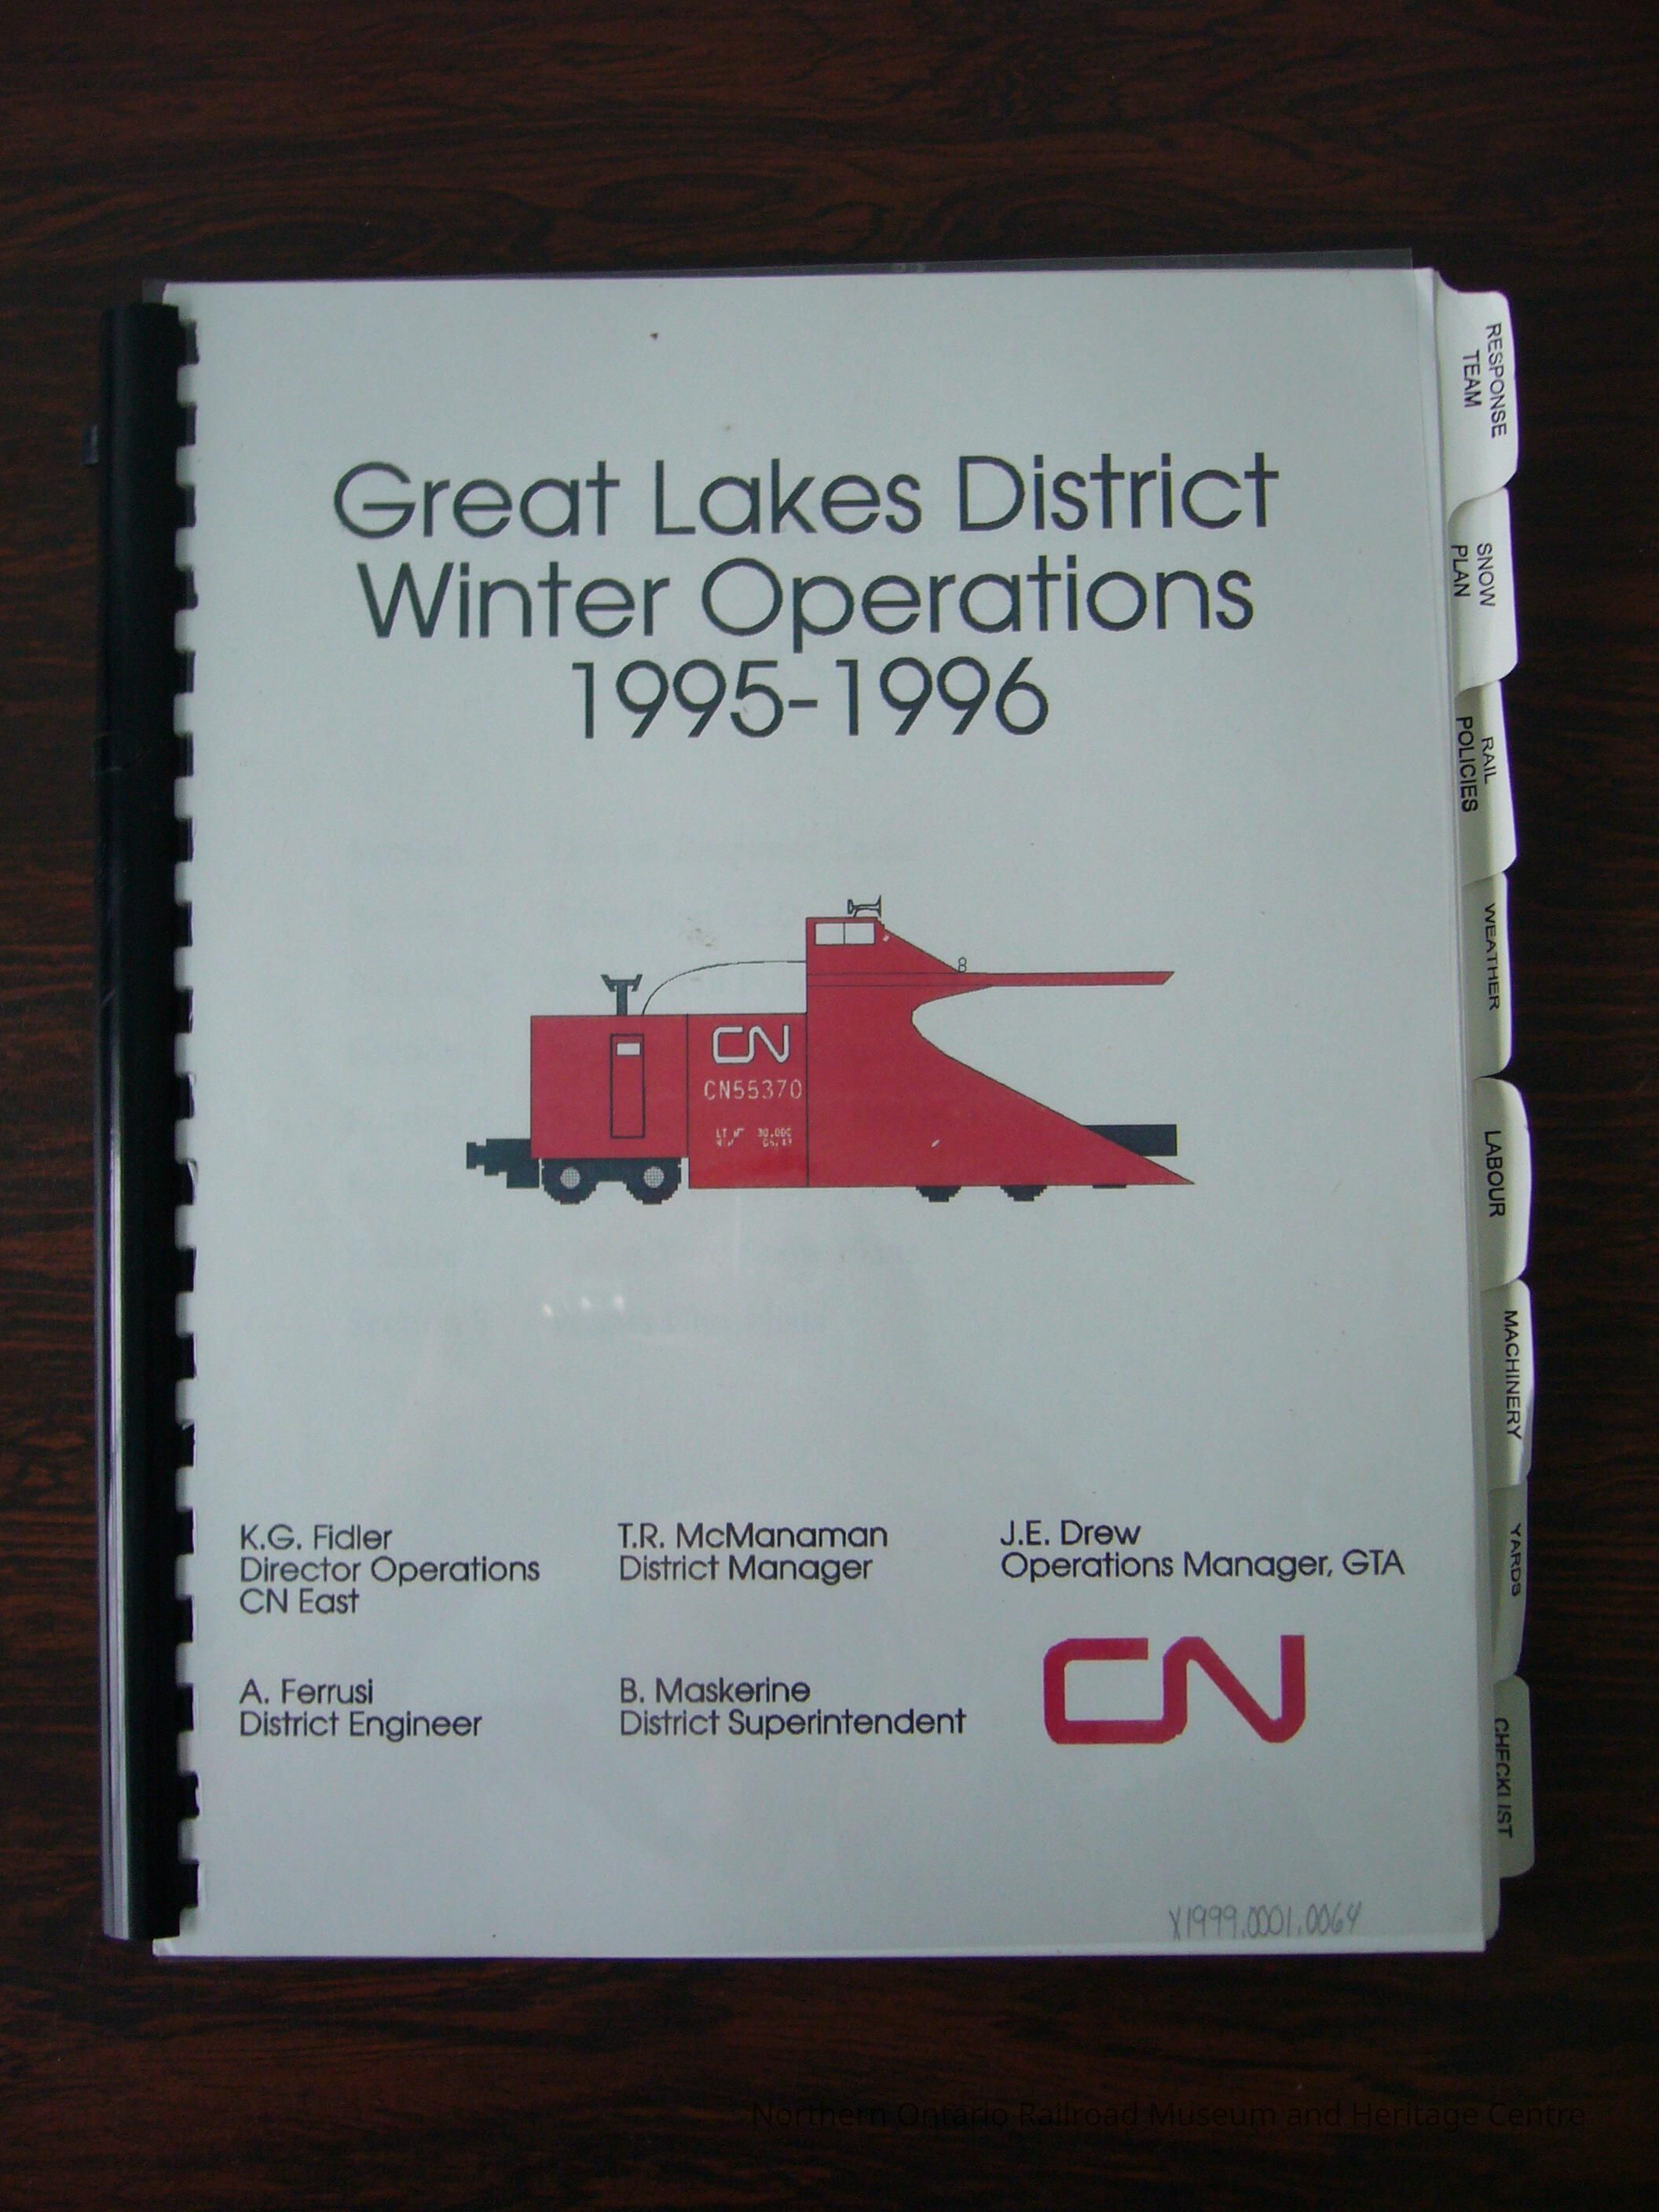 Great Lakes District
Winter Operations
1995-1996
CN
CN55370
K.G. Fidler
Director Operations
CN East
T.R. McManaman
District Manager
J.E. Drew
Operations Manager, GTA
A. Ferrusi
District Engineer
B. Maskerine
District Superintendent
CN
X1999.0001.0064
RESPONSE
TEAM
SNOW
PLAN
RAIL
POLICIES
WEATHER
LABOUR
MACHINERY
YARDS
CHECKLIST
Northern Ontario Railroad Museum and Heritage Centre